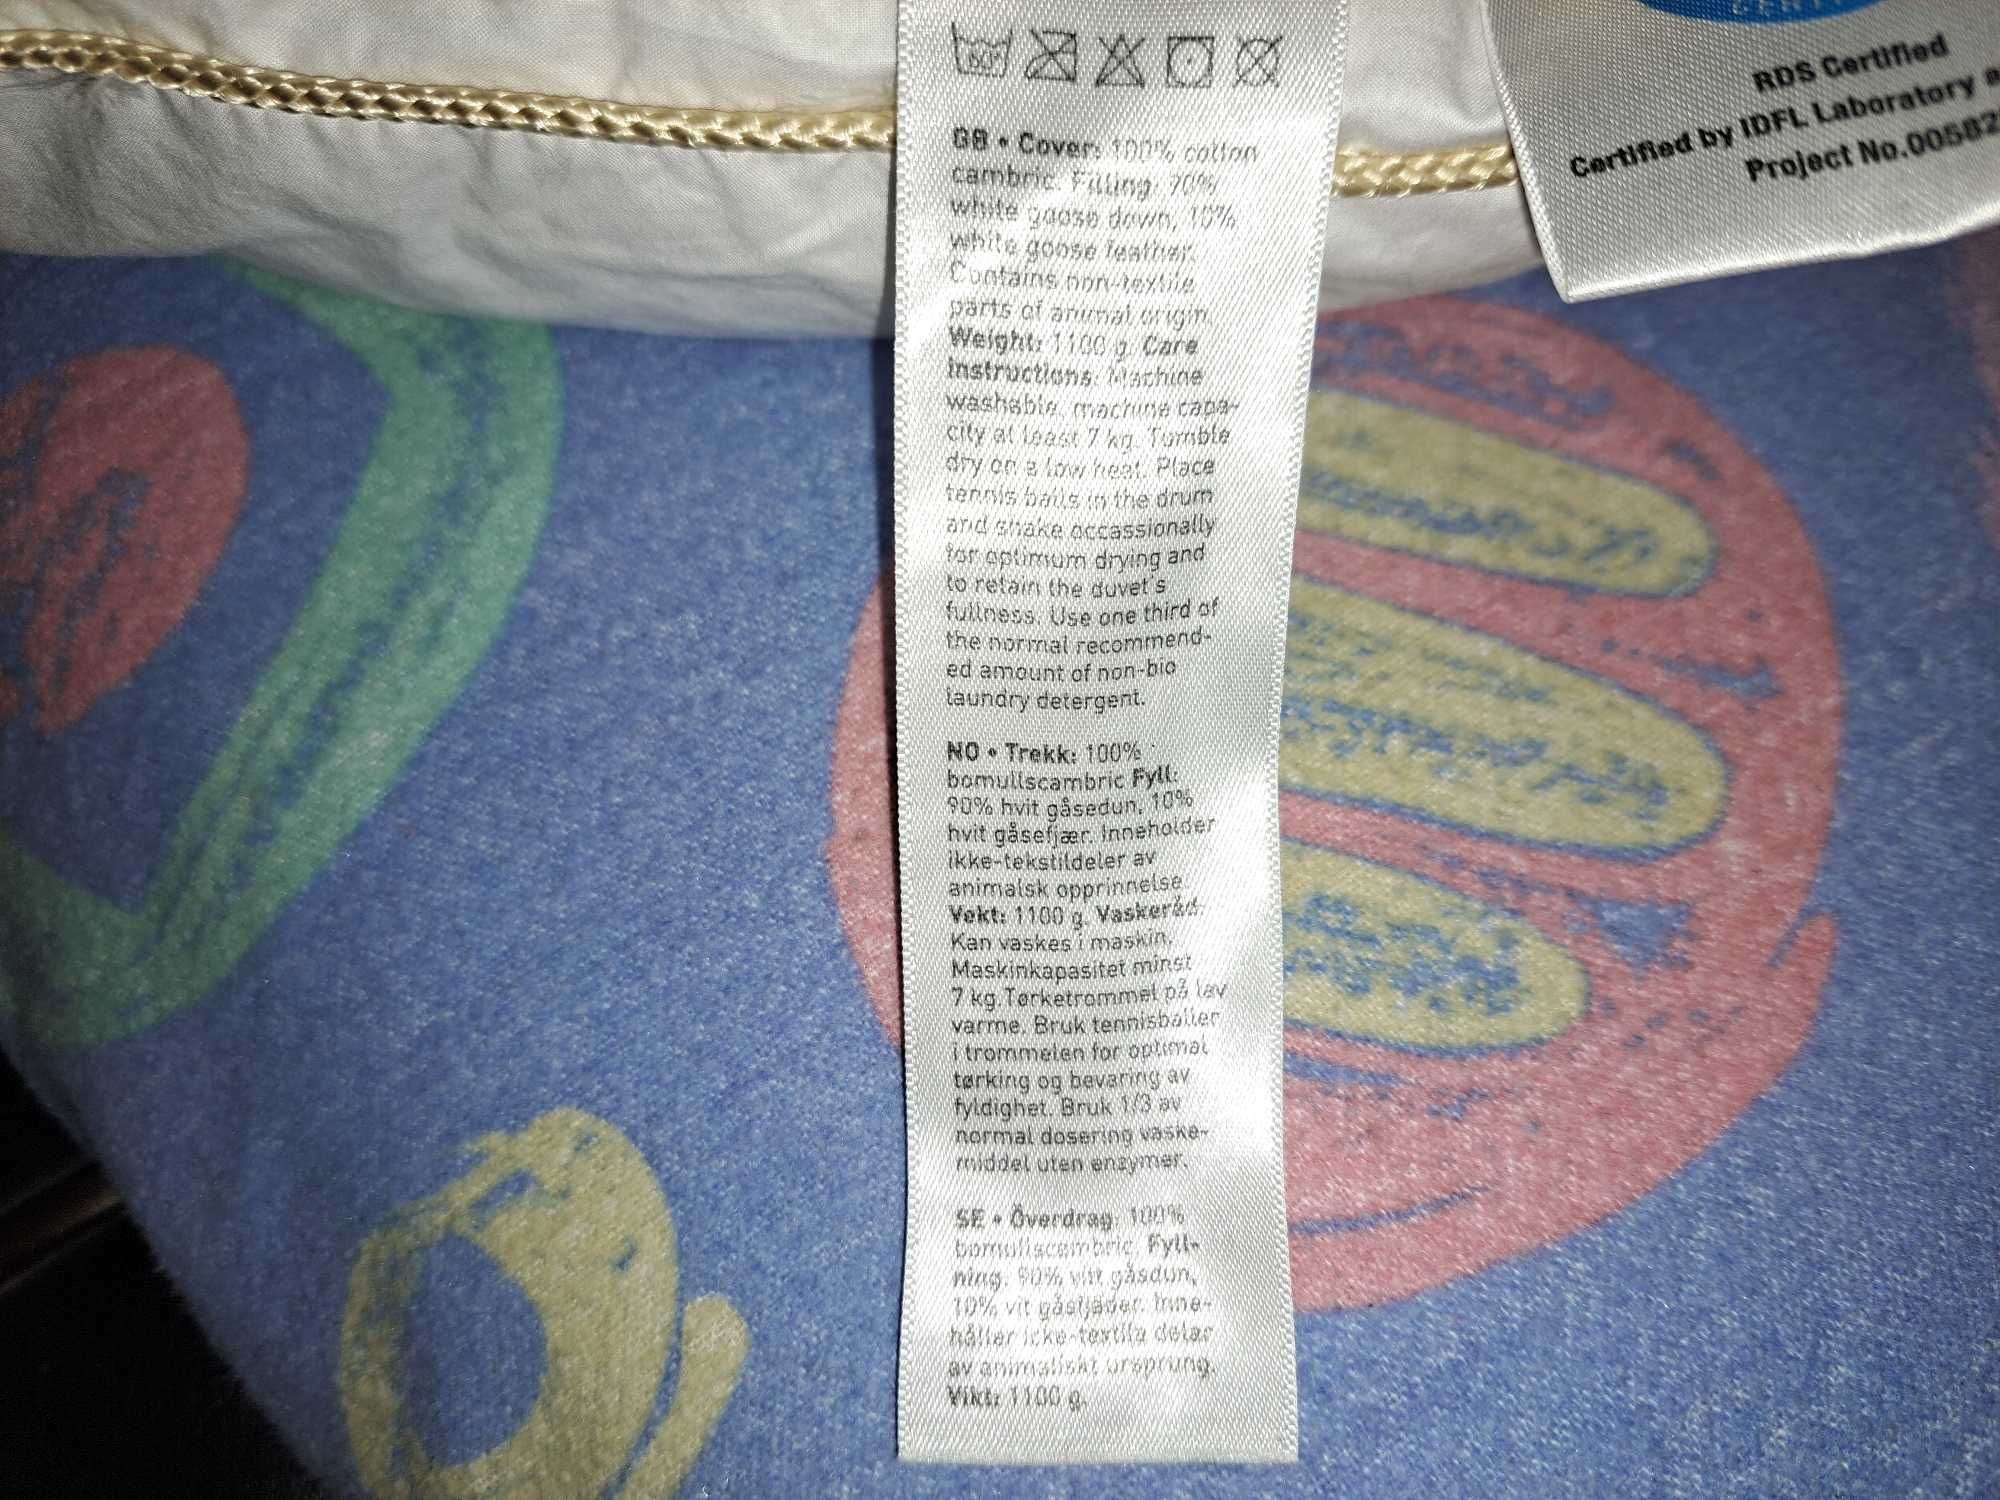 60°
GB • Cover: 100% cotton
cambric. Filling: 90%
white goose down, 10%
white goose feather.
Contains non-textile
parts of animal origin.
Weight: 1100 g. Care
instructions: Machine
washable, machine capa-
city at least 7 kg. Tumble
dry on a low heat. Place
tennis balls in the drum
and shake occassionally
for optimum drying and
to retain the duvet's
fullness. Use one third of
the normal recommend-
ed amount of non-bio
laundry detergent.
NO • Trekk: 100%
bomullscambric Fyll:
90% hvit gåsedun, 10%
hvit gåsefjær. Inneholder
ikke-tekstildeler av
animalsk opprinnelse
Vekt: 1100 g. Vaskeråd:
Kan vaskes i maskin.
Maskinkapasitet minst
7 kg.Tørketrommel på lav
varme. Bruk tennisballer
i trommelen for optimal
tørking og bevaring av
fyldighet. Bruk 1/3 av
normal dosering vaske-
middel uten enzymer.
SE • Överdrag: 100%
bomullscambric Fyll-
ning: 90% vitt gåsdun,
10% vit gåsfjäder. Inne-
håller icke-textila delar
av animaliskt ursprung.
Vikt: 1100 g.
RDS Certified
Certified by IDFL Laboratory
Project No.00582